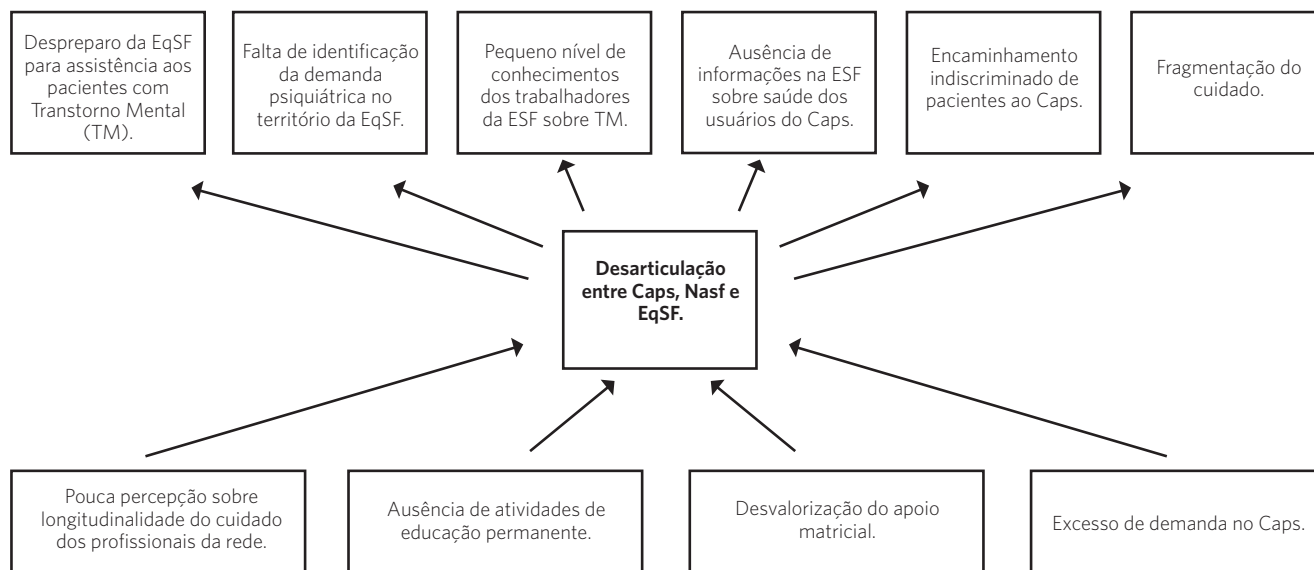 Despreparo da EqSF
para assistência aos
pacientes com
Transtorno Mental
(TM).
Falta de identificação
da demanda
psiquiátrica no
território da EqSF.
Pequeno nível de
conhecimentos
dos trabalhadores
da ESF sobre TM.
Ausência de
informações na ESF
sobre saúde dos
usuários do Caps.
Encaminhamento
indiscriminado de
pacientes ao Caps.
Fragmentação do
cuidado.
Desarticulação
entre Caps, Nasf e
EqSF.
Pouca percepção sobre
longitudinalidade do cuidado
dos profissionais da rede.
Ausência de atividades de
educação permanente.
Desvalorização do apoio
matricial.
Excesso de demanda no Caps.